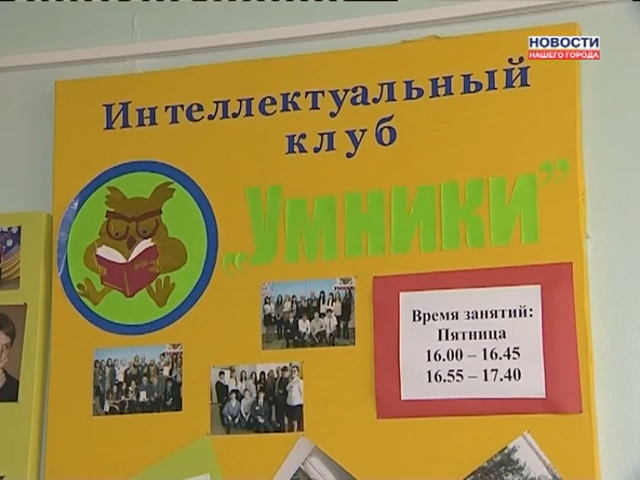 НОВОСТИ
НАШЕГО ГОРОДА
Интеллектуальный
клуб
„Умники”
Время занятий:
Пятница
16.00 – 16.45
16.55 – 17.40